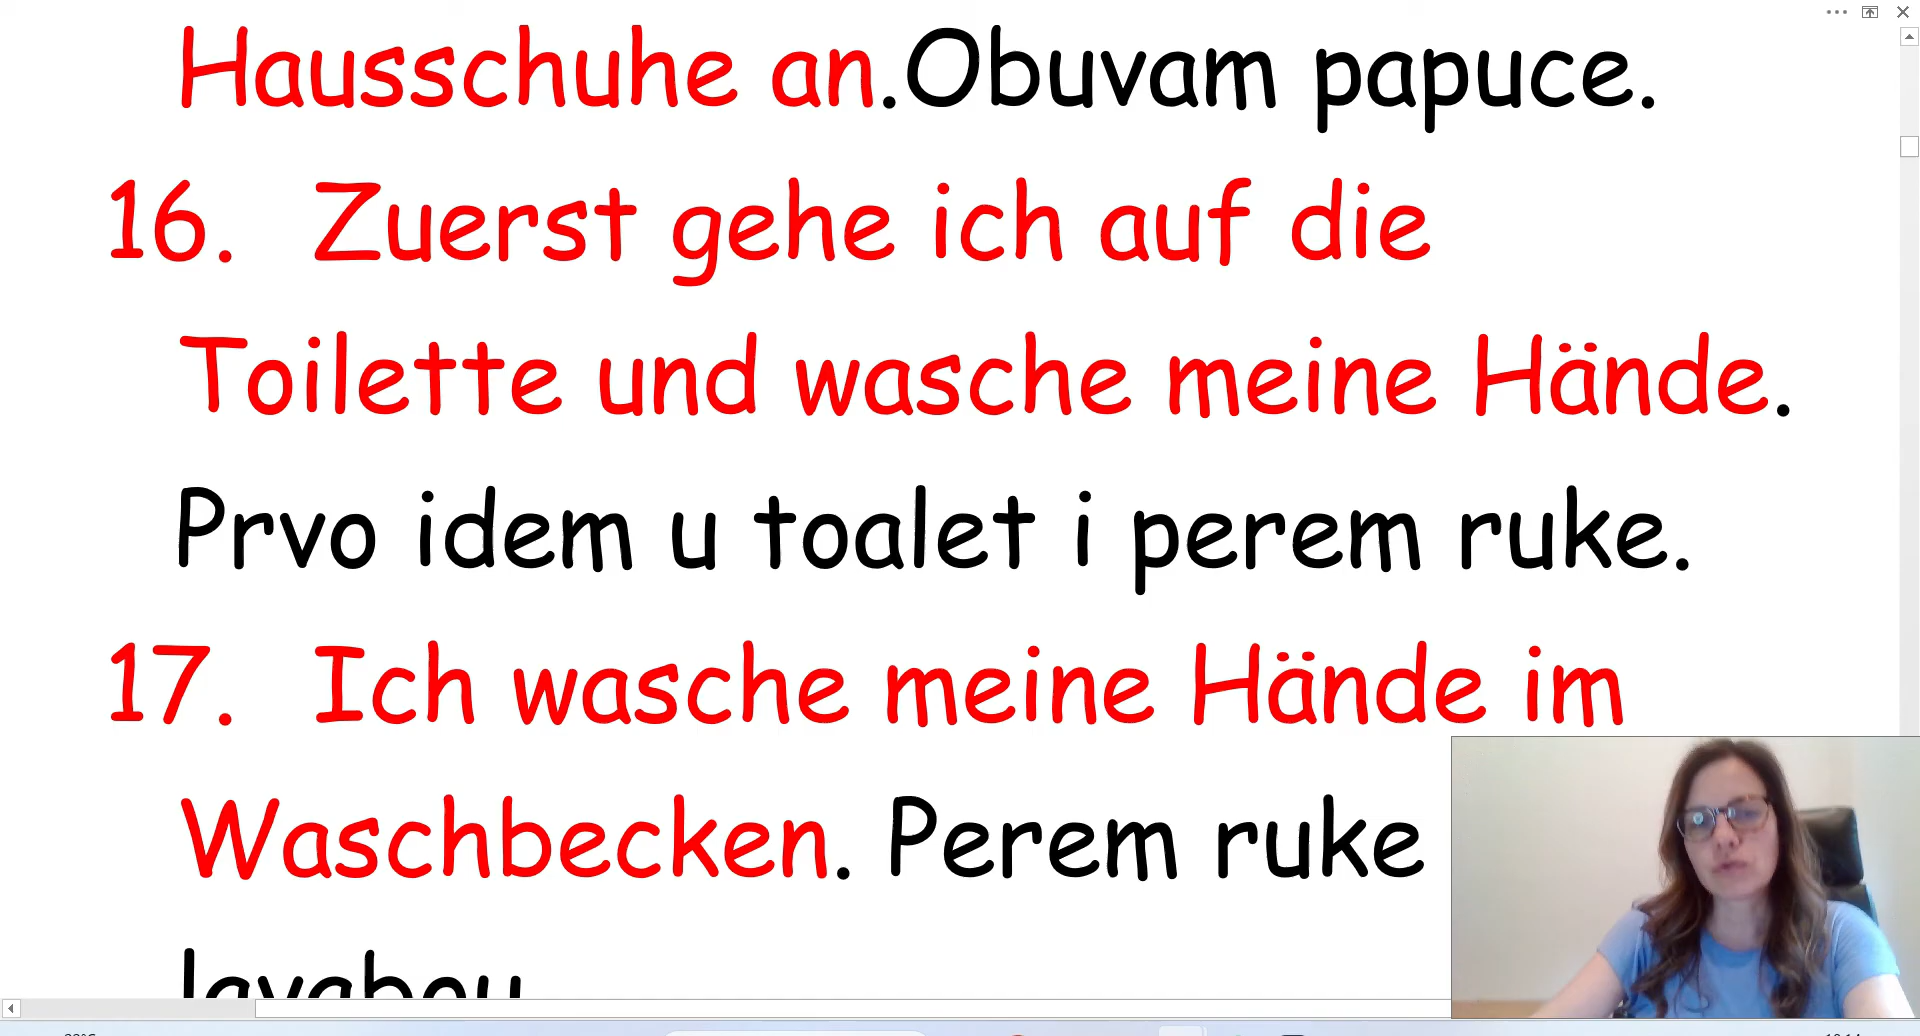 Hausschuhe an.Obuvam papuce.
16. Zuerst gehe ich auf die
Toilette und wasche meine Hände.
Prvo idem u toalet i perem ruke.
17. Ich wasche meine Hände im
Waschbecken. Perem ruke
lavabou